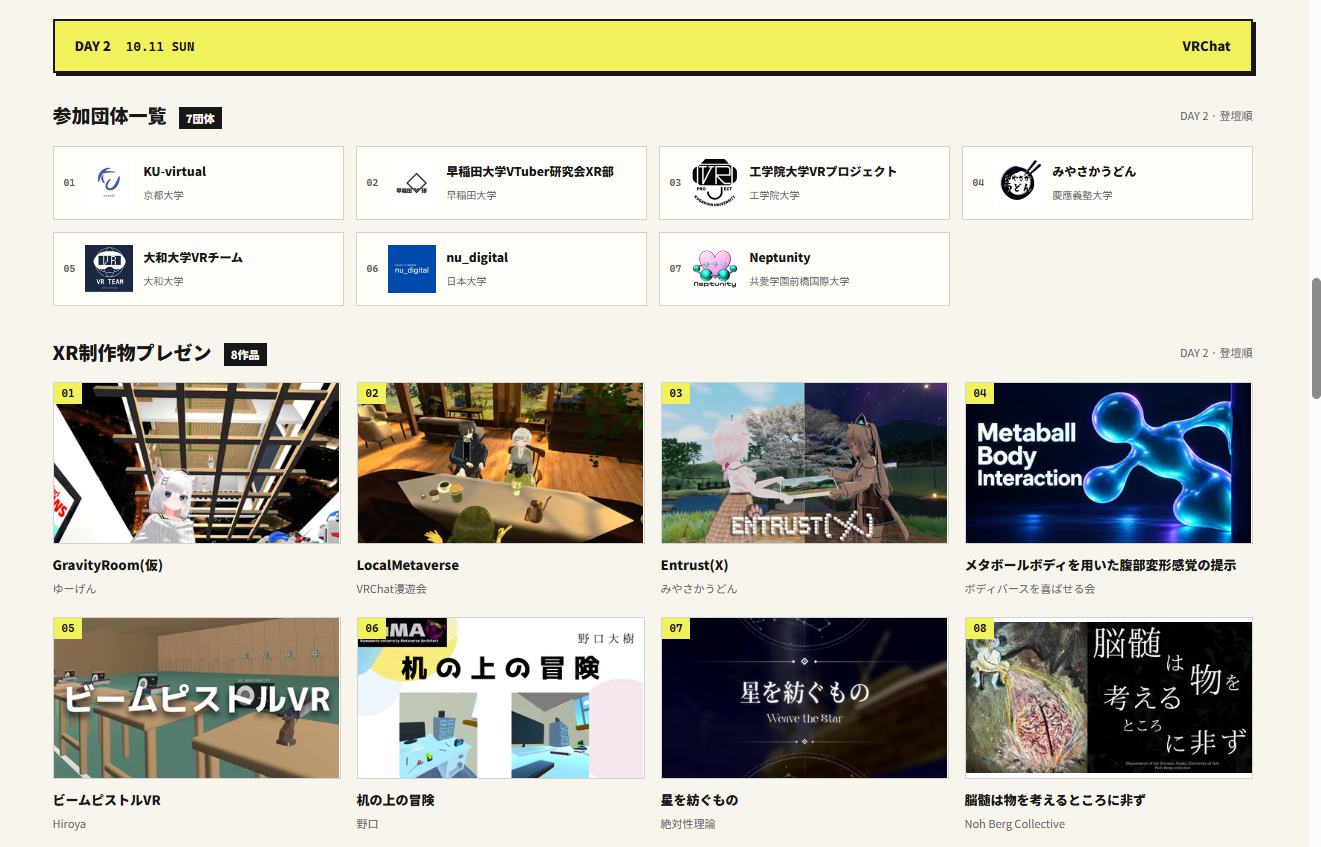 DAY 2 10.11 SUN VRChat
参加団体一覧 7団体 DAY 2・登壇順
01 KU-virtual
京都大学
02 早稲田大学VTuber研究会XR部
早稲田大学
03 工学院大学VRプロジェクト
工学院大学
04 みやさかうどん
慶應義塾大学
05 VR TEAM 大和大学VRチーム
大和大学
06 nu_digital nu_digital
日本大学
07 Neptunity Neptunity
共愛学園前橋国際大学
XR制作物プレゼン 8作品 DAY 2・登壇順
01
GravityRoom(仮)
ゆーげん
02
LocalMetaverse
VRChat漫遊会
03
ENTRUST(X)
Entrust(X)
みやさかうどん
04
Metaball
Body
Interaction
メタボールボディを用いた腹部変形感覚の提示
ボディバースを喜ばせる会
05
ビームピストルVR
ビームピストルVR
Hiroya
06
野口大樹
机の上の冒険
机の上の冒険
野口
07
星を紡ぐもの
Weave the Star
星を紡ぐもの
絶対性理論
08
脳髄は物を
考える
ところ
に非ず
脳髄は物を考えるところに非ず
Noh Berg Collective